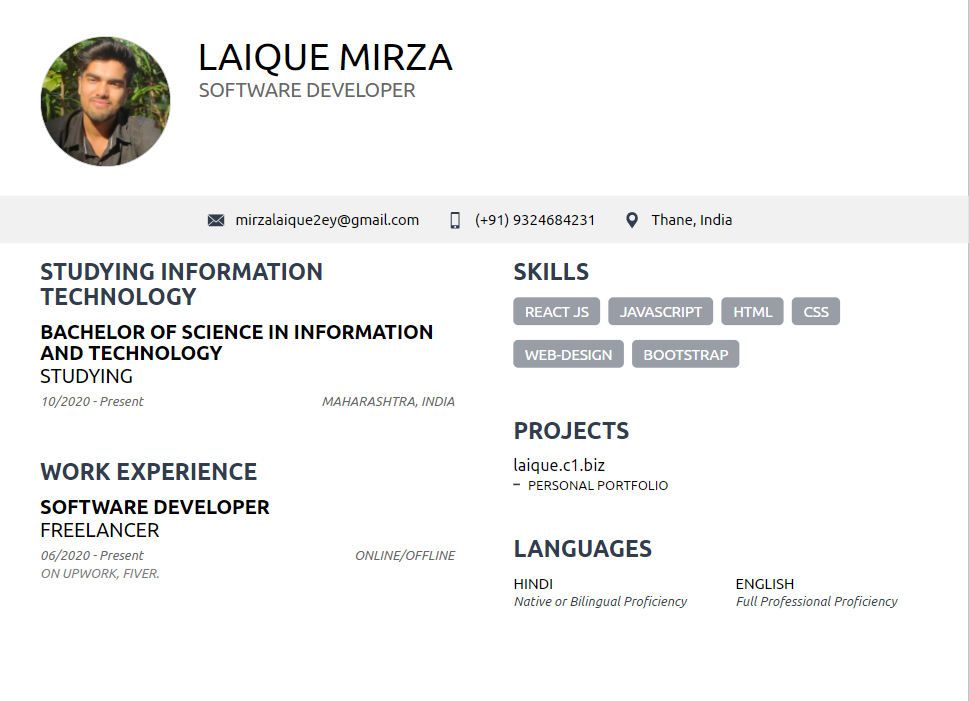 LAIQUE MIRZA
SOFTWARE DEVELOPER
mirzalaique2ey@gmail.com (+91) 9324684231 Thane, India
STUDYING INFORMATION
TECHNOLOGY
BACHELOR OF SCIENCE IN INFORMATION
AND TECHNOLOGY
STUDYING
10/2020 - Present MAHARASHTRA, INDIA
WORK EXPERIENCE
SOFTWARE DEVELOPER
FREELANCER
06/2020 - Present ONLINE/OFFLINE
ON UPWORK, FIVER.
SKILLS
REACT JS JAVASCRIPT HTML CSS
WEB-DESIGN BOOTSTRAP
PROJECTS
laique.c1.biz
– PERSONAL PORTFOLIO
LANGUAGES
HINDI ENGLISH
Native or Bilingual Proficiency Full Professional Proficiency